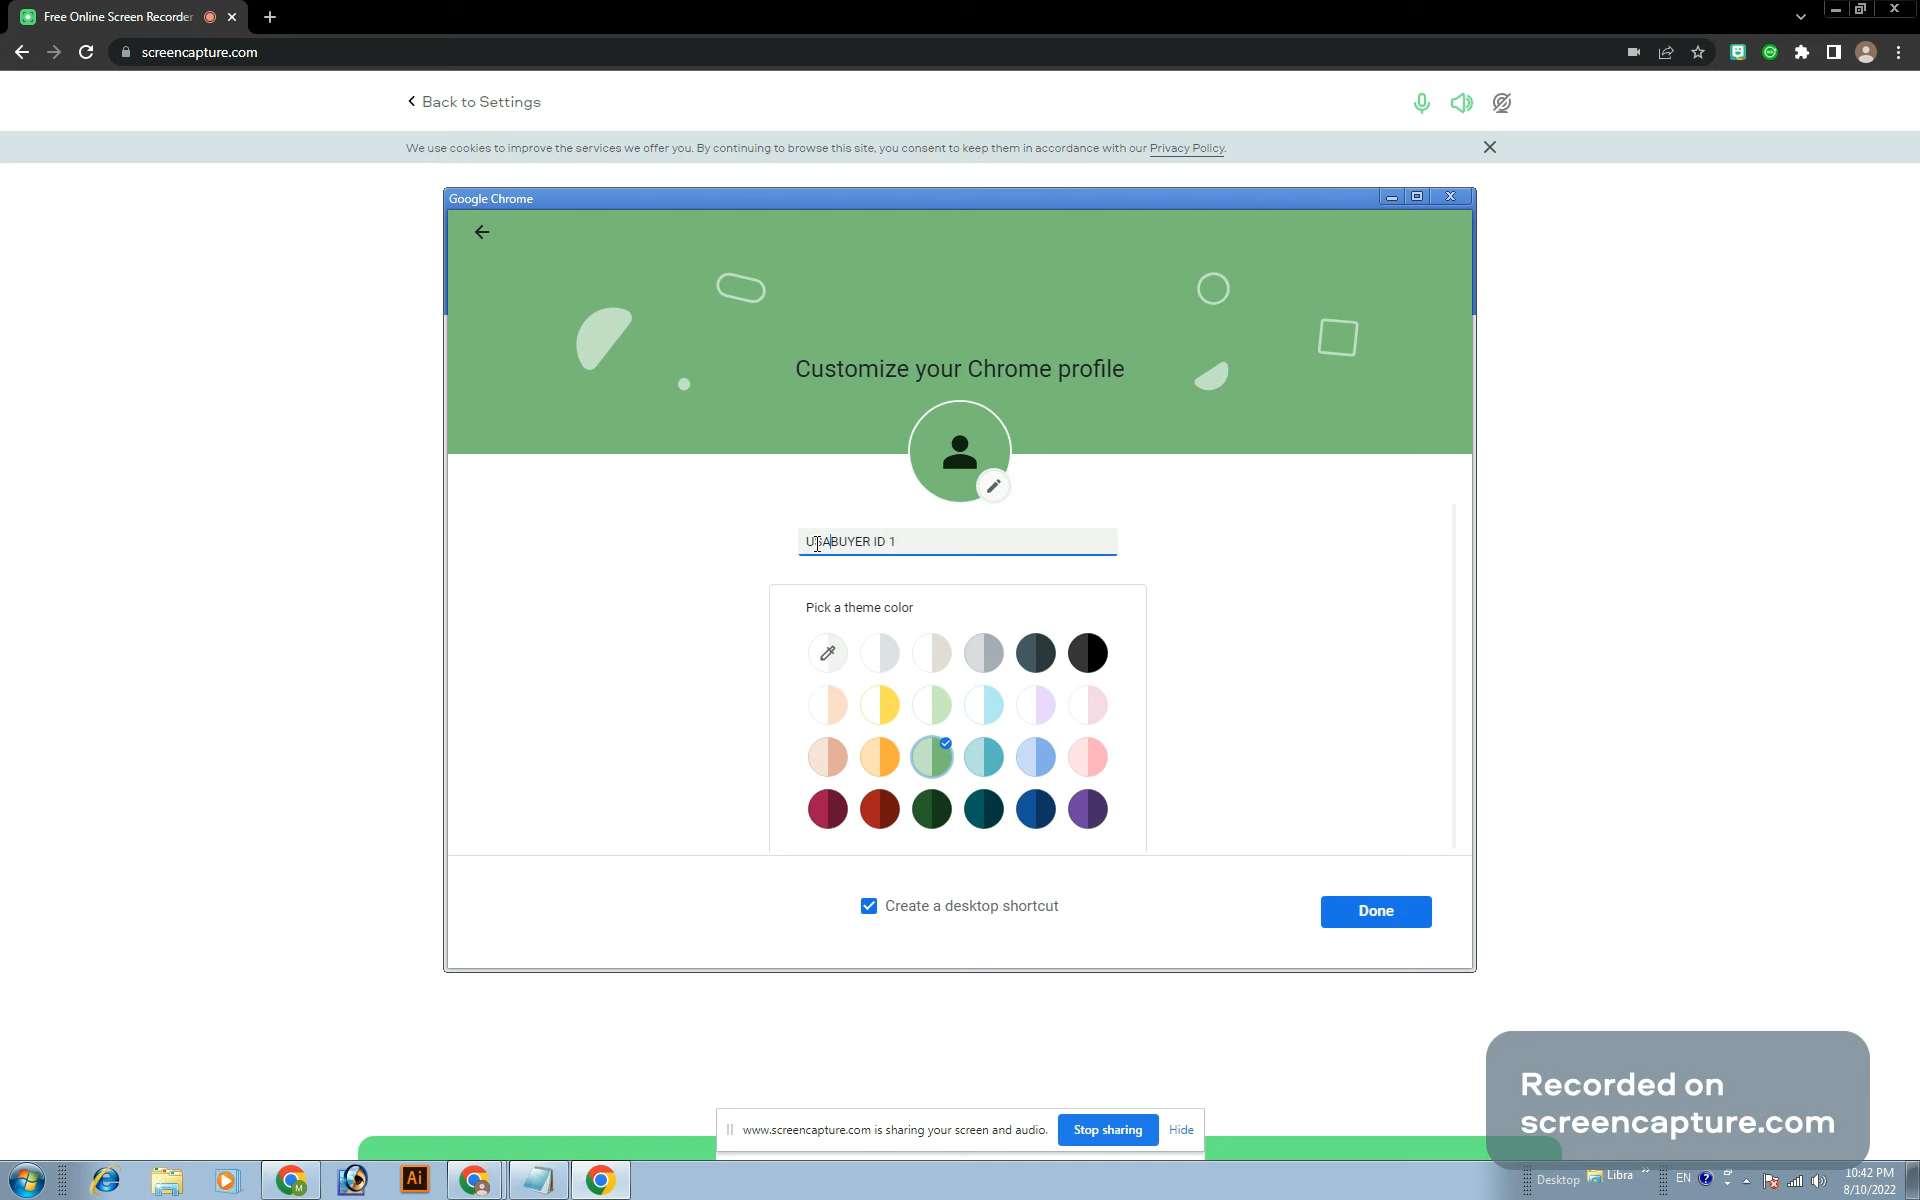 Free Online Screen Recorder
screencapture.com
Back to Settings
We use cookies to improve the services we offer you. By continuing to browse this site, you consent to keep them in accordance with our Privacy Policy.
Google Chrome
Customize your Chrome profile
USABUYER ID 1
Pick a theme color
Create a desktop shortcut
Done
Recorded on
screencapture.com
www.screencapture.com is sharing your screen and audio.
Stop sharing
Hide
Ai
M
Desktop
Libra
EN
10:42 PM
8/10/2022